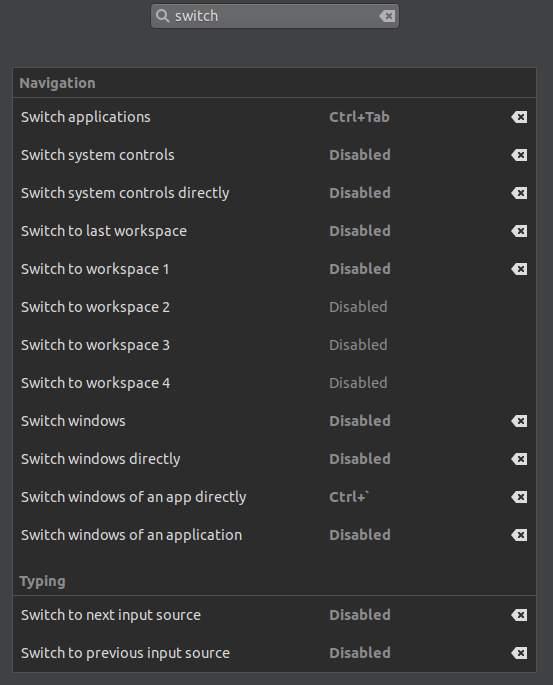 switch
Navigation
Switch applications Ctrl+Tab
Switch system controls Disabled
Switch system controls directly Disabled
Switch to last workspace Disabled
Switch to workspace 1 Disabled
Switch to workspace 2 Disabled
Switch to workspace 3 Disabled
Switch to workspace 4 Disabled
Switch windows Disabled
Switch windows directly Disabled
Switch windows of an app directly Ctrl+`
Switch windows of an application Disabled
Typing
Switch to next input source Disabled
Switch to previous input source Disabled